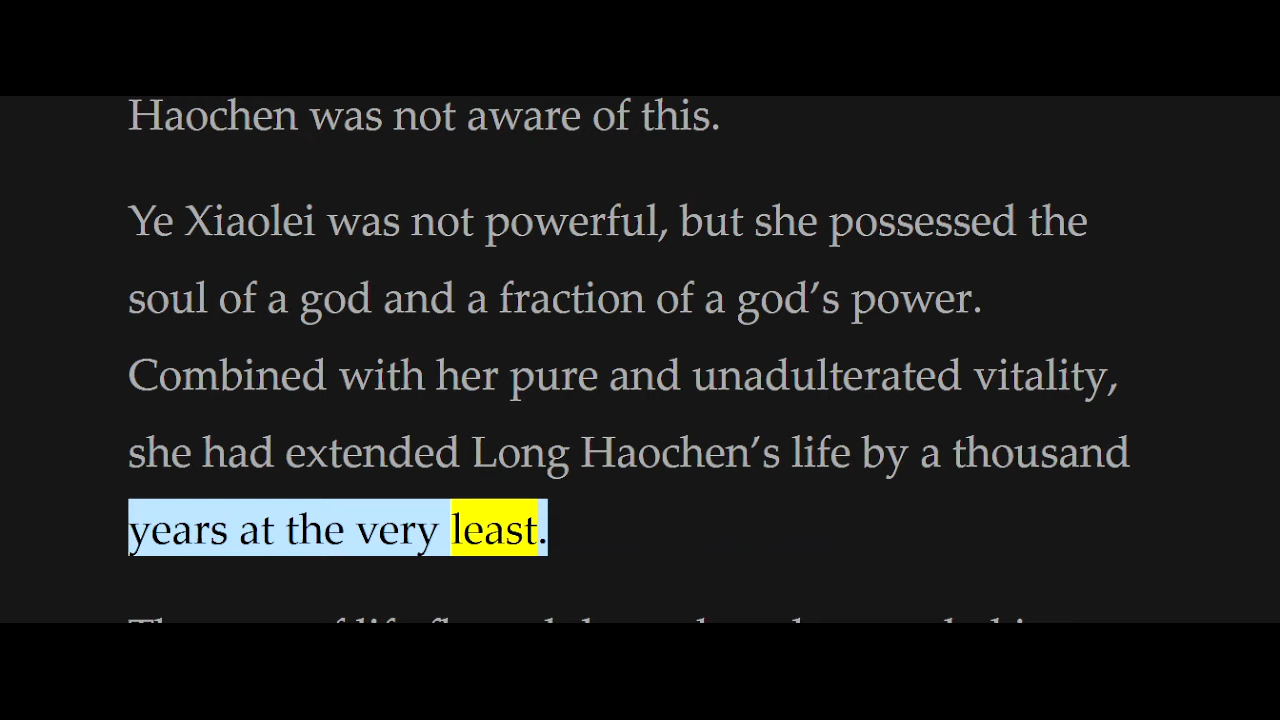 Haochen was not aware of this.
Ye Xiaolei was not powerful, but she possessed the
soul of a god and a fraction of a god’s power.
Combined with her pure and unadulterated vitality,
she had extended Long Haochen’s life by a thousand
years at the very least.